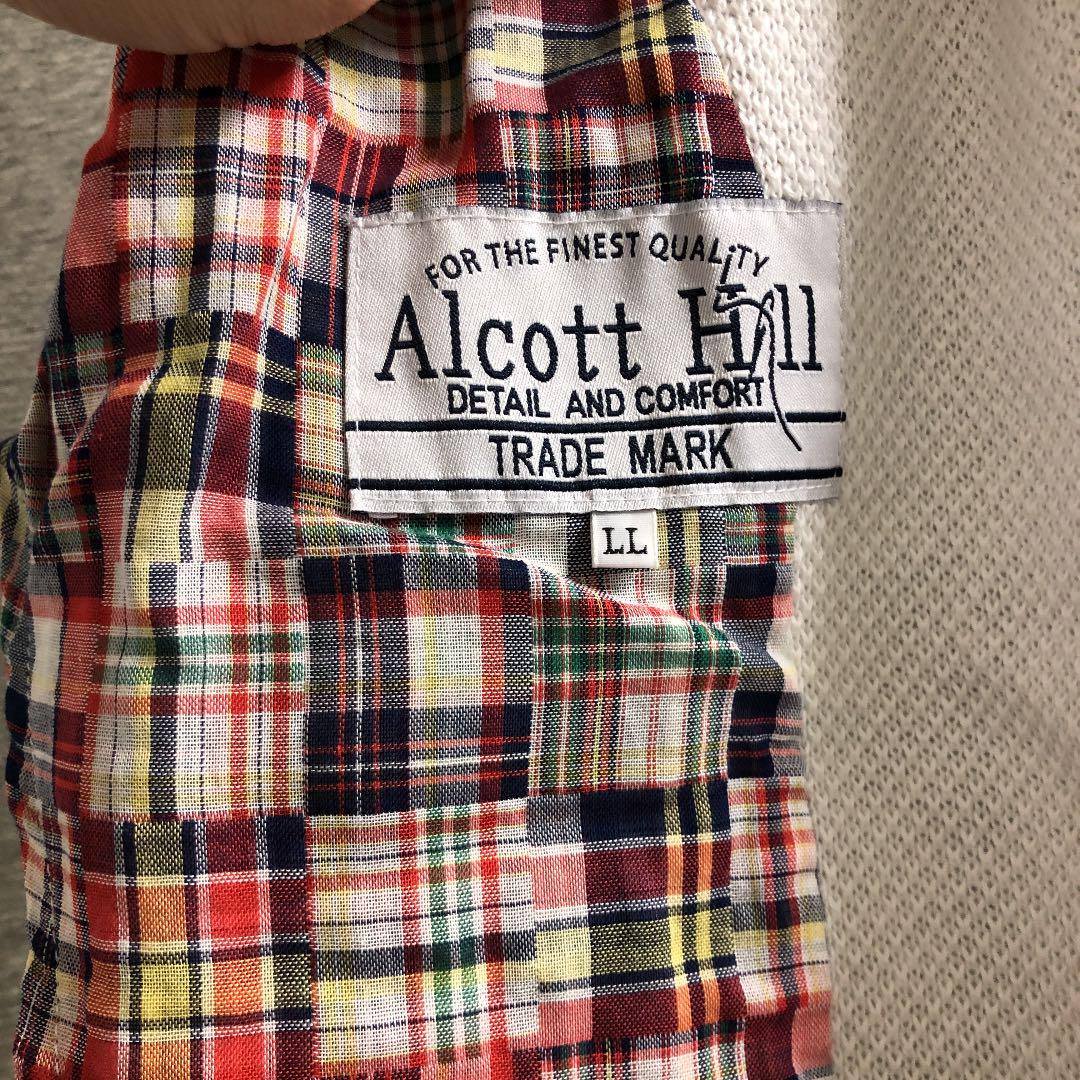 FOR THE FINEST QUALiTY
Alcott Hill
DETAIL AND COMFORT
TRADE MARK
LL